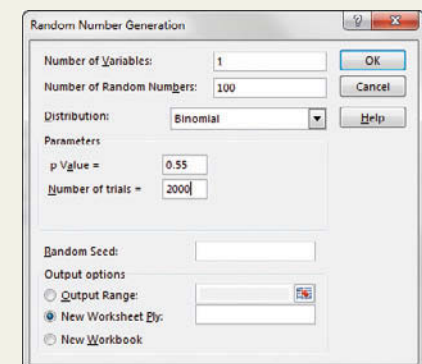 Random Number Generation
Number of Variables: 1 OK
Number of Random Numbers: 100 Cancel
Distribution: Binomial Help
Parameters
p Value = 0.55
Number of trials = 2000
Random Seed:
Output options
Output Range:
New Worksheet Ply:
New Workbook